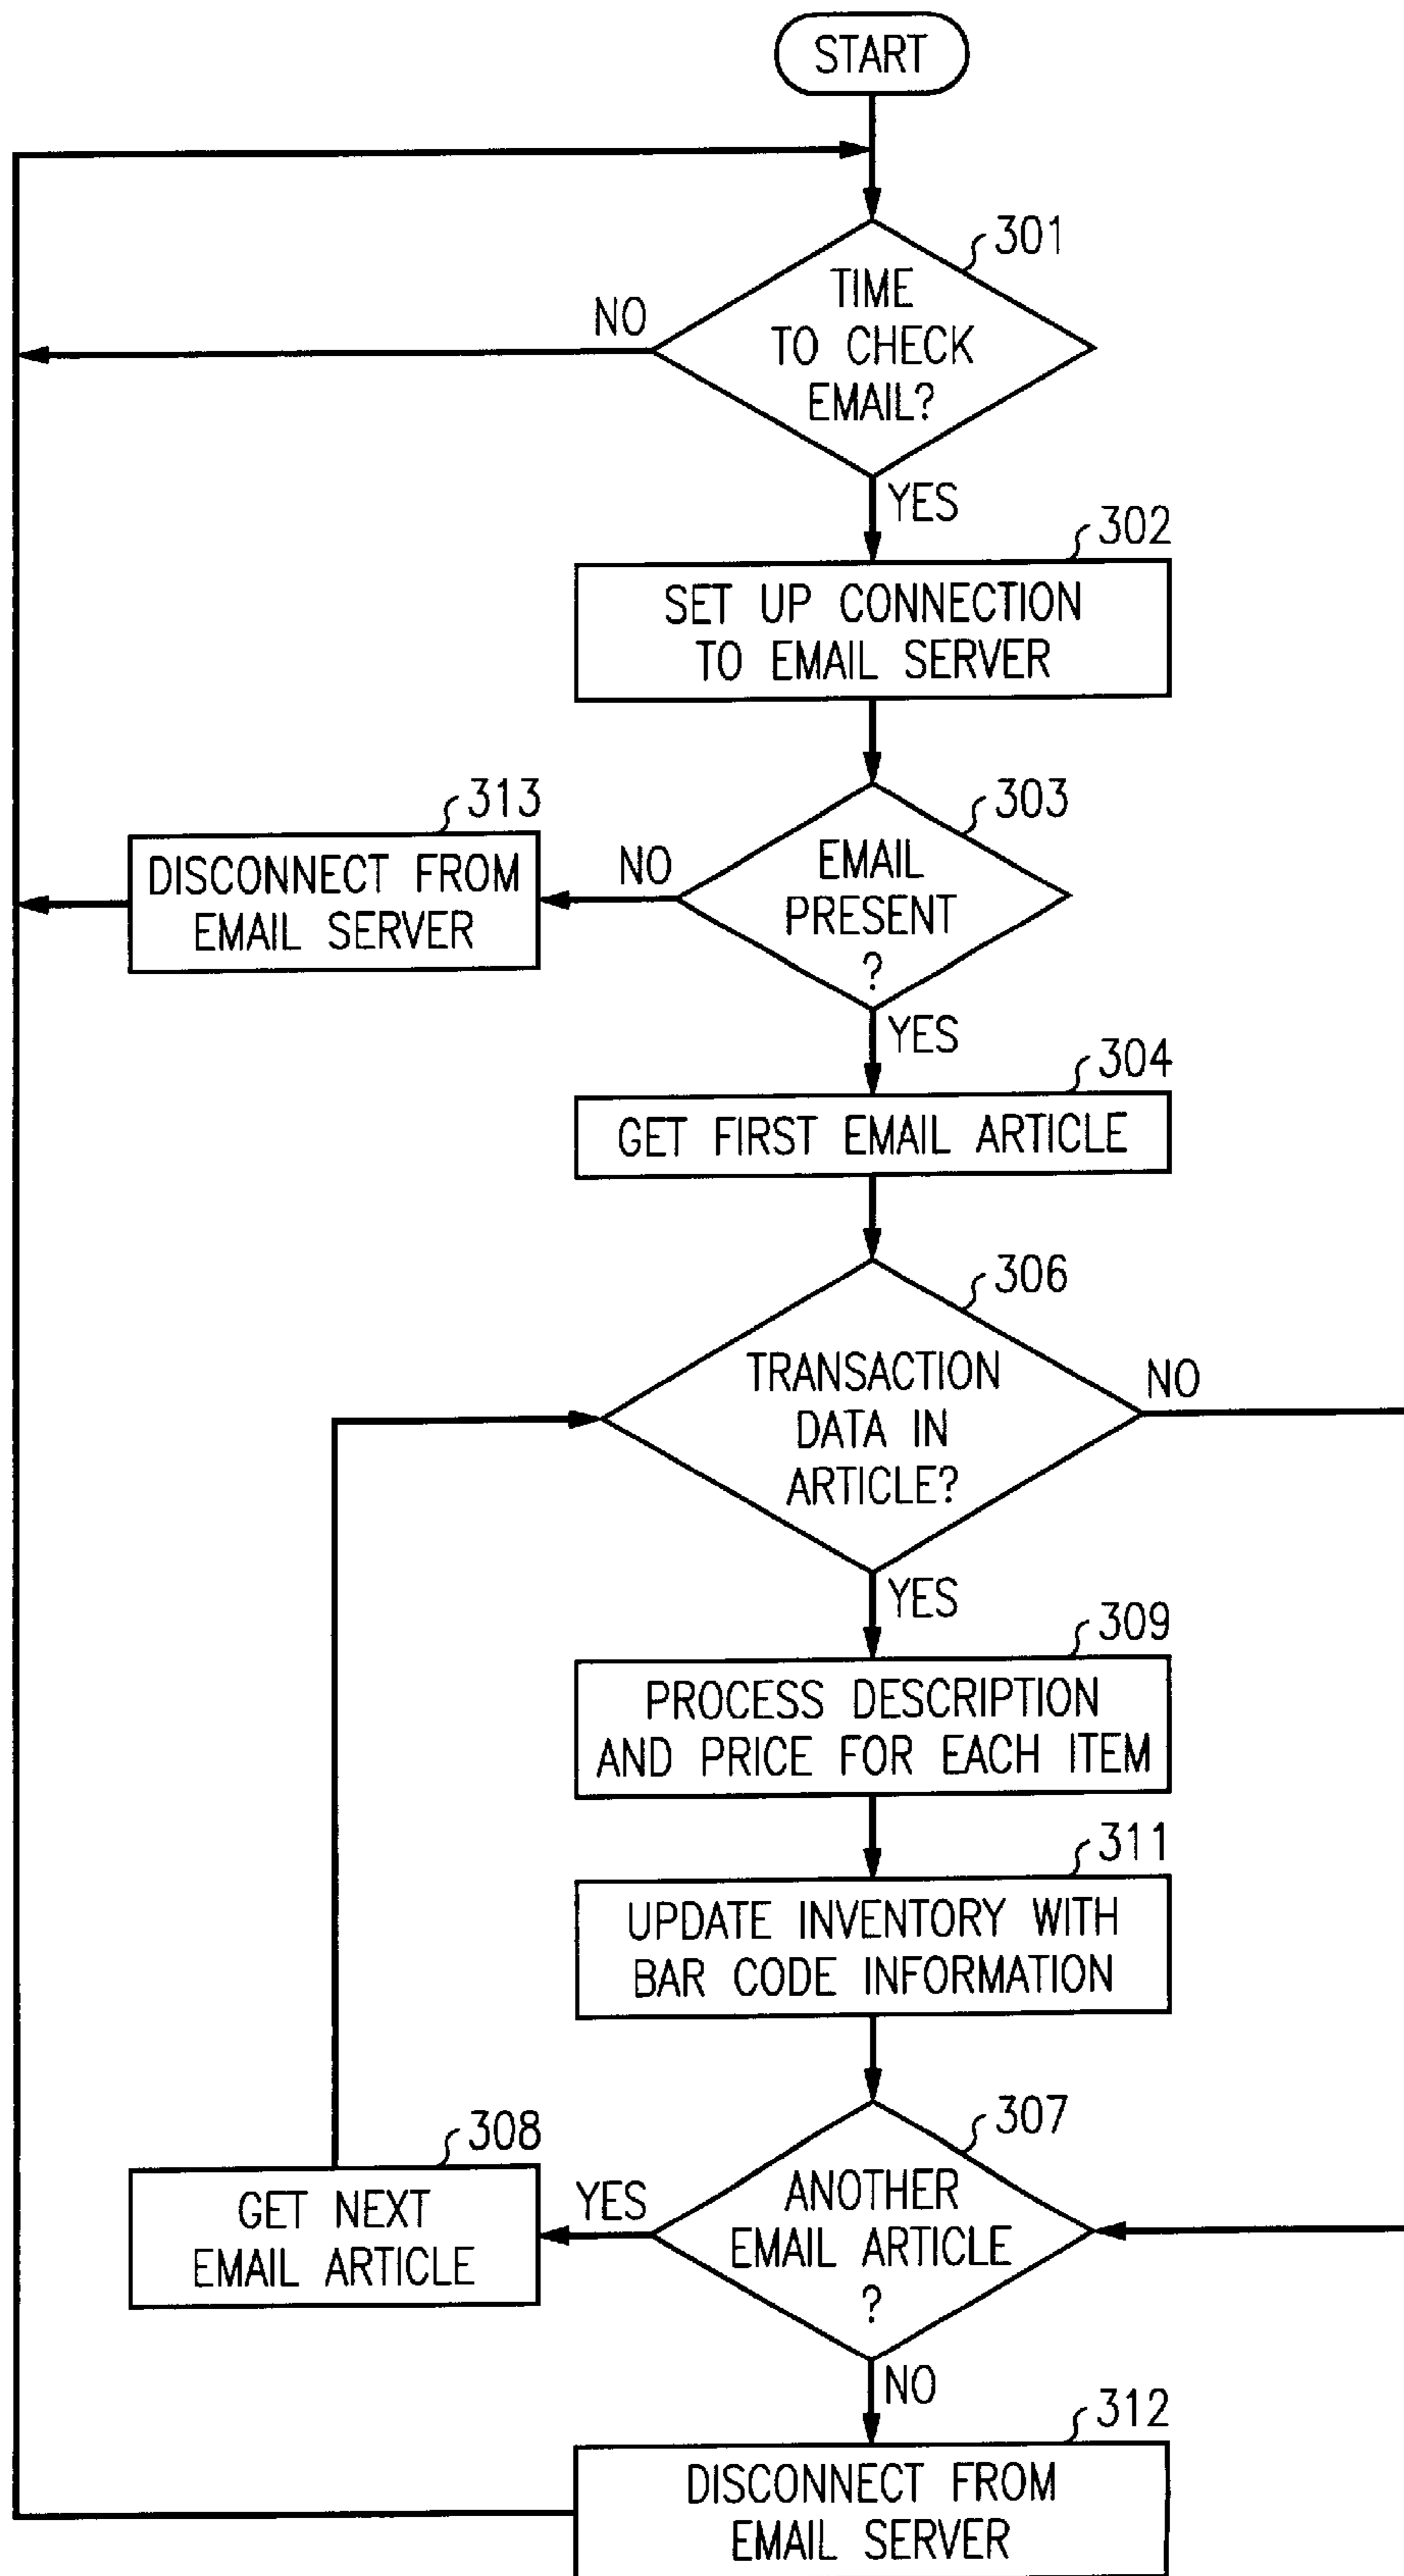 START
301
TIME
TO CHECK
EMAIL?
NO
YES
302
SET UP CONNECTION
TO EMAIL SERVER
313
DISCONNECT FROM
EMAIL SERVER
NO
303
EMAIL
PRESENT
?
YES
304
GET FIRST EMAIL ARTICLE
306
TRANSACTION
DATA IN
ARTICLE?
NO
YES
309
PROCESS DESCRIPTION
AND PRICE FOR EACH ITEM
311
UPDATE INVENTORY WITH
BAR CODE INFORMATION
308
GET NEXT
EMAIL ARTICLE
YES
307
ANOTHER
EMAIL ARTICLE
?
NO
312
DISCONNECT FROM
EMAIL SERVER